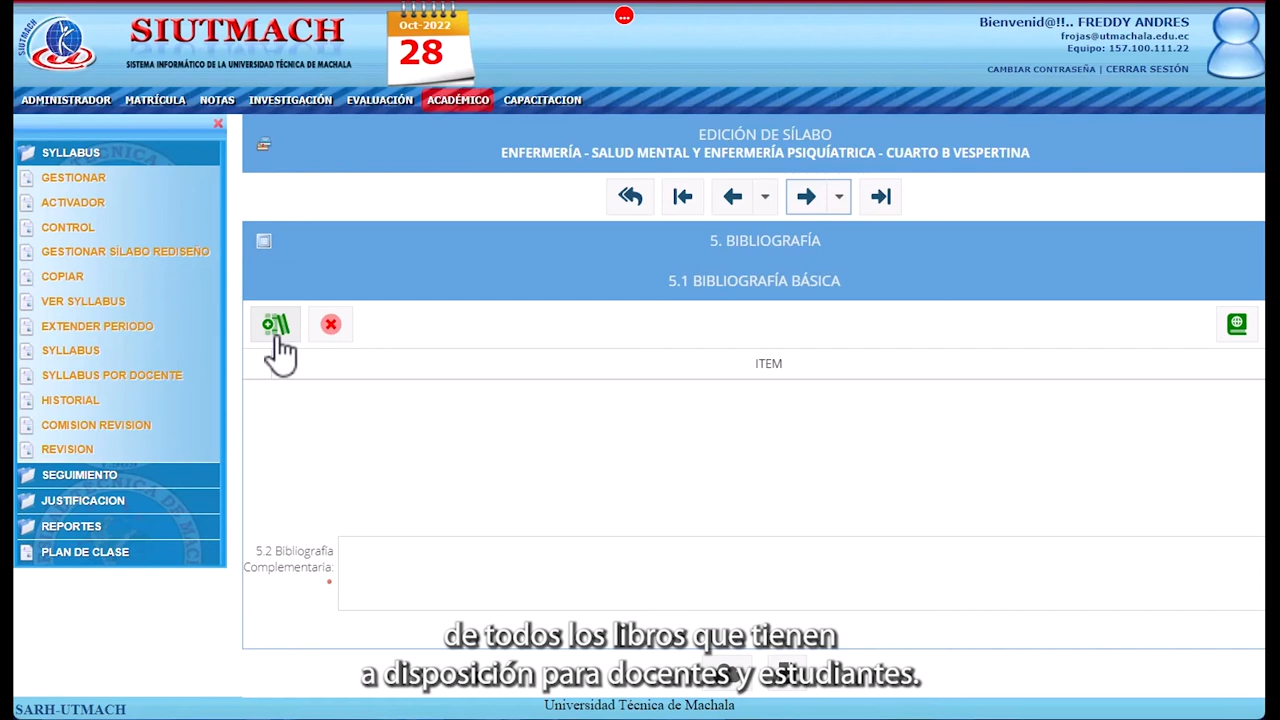 SIUTMACH
SIUTMACH
SISTEMA INFORMÁTICO DE LA UNIVERSIDAD TÉCNICA DE MACHALA
Oct-2022
28
...
Bienvenid@!!.. FREDDY ANDRES
frojas@utmachala.edu.ec
Equipo: 157.100.111.22
CAMBIAR CONTRASEÑA | CERRAR SESIÓN
ADMINISTRADOR MATRÍCULA NOTAS INVESTIGACIÓN EVALUACIÓN ACADÉMICO CAPACITACION
SYLLABUS
GESTIONAR
ACTIVADOR
CONTROL
GESTIONAR SÍLABO REDISEÑO
COPIAR
VER SYLLABUS
EXTENDER PERIODO
SYLLABUS
SYLLABUS POR DOCENTE
HISTORIAL
COMISION REVISION
REVISION
SEGUIMIENTO
JUSTIFICACION
REPORTES
PLAN DE CLASE
EDICIÓN DE SÍLABO
ENFERMERÍA - SALUD MENTAL Y ENFERMERÍA PSIQUÍATRICA - CUARTO B VESPERTINA
5. BIBLIOGRAFÍA
5.1 BIBLIOGRAFÍA BÁSICA
ITEM
5.2 Bibliografía
Complementaria:
de todos los libros que tienen
a disposición para docentes y estudiantes.
SARH-UTMACH
Universidad Técnica de Machala